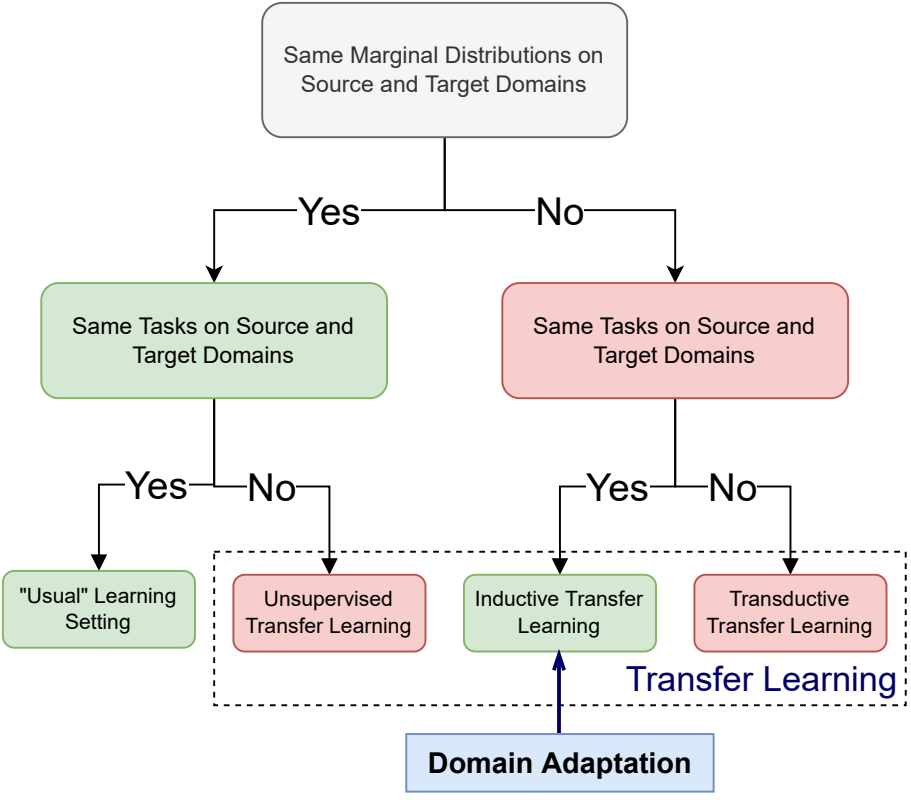 Same Marginal Distributions on
Source and Target Domains
Yes
No
Same Tasks on Source and
Target Domains
Same Tasks on Source and
Target Domains
Yes
No
Yes
No
"Usual" Learning
Setting
Unsupervised
Transfer Learning
Inductive Transfer
Learning
Transductive
Transfer Learning
Transfer Learning
Domain Adaptation